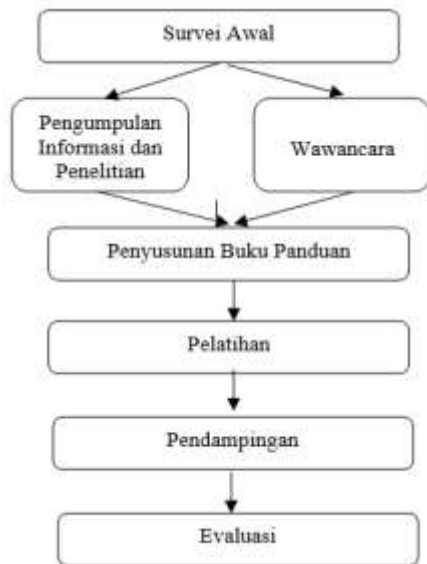 Survei Awal
Pengumpulan
Informasi dan
Penelitian
Wawancara
Penyusunan Buku Panduan
Pelatihan
Pendampingan
Evaluasi